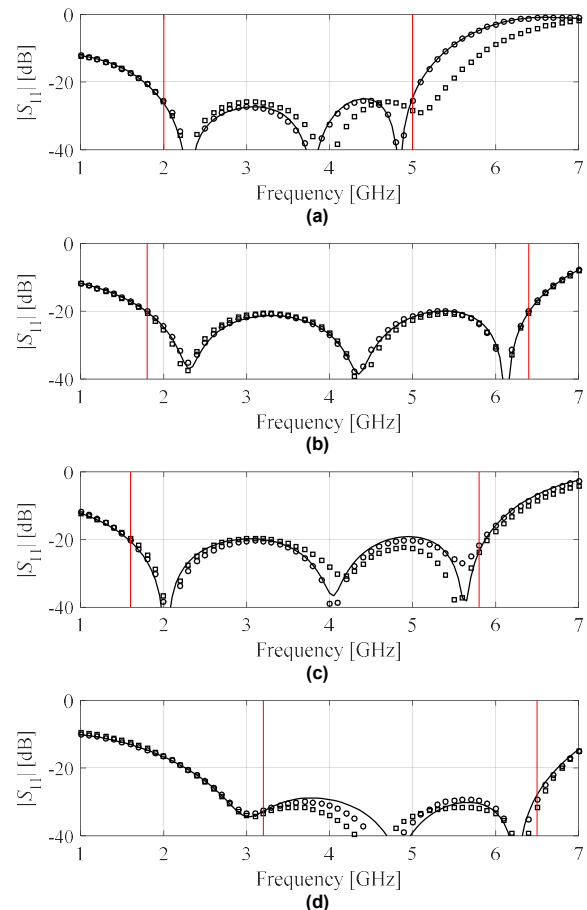 0
-20
-40
|S11| [dB]
1 2 3 4 5 6 7
Frequency [GHz]
(a)
0
-20
-40
|S11| [dB]
1 2 3 4 5 6 7
Frequency [GHz]
(b)
0
-20
-40
|S11| [dB]
1 2 3 4 5 6 7
Frequency [GHz]
(c)
0
-20
-40
|S11| [dB]
1 2 3 4 5 6 7
Frequency [GHz]
(d)